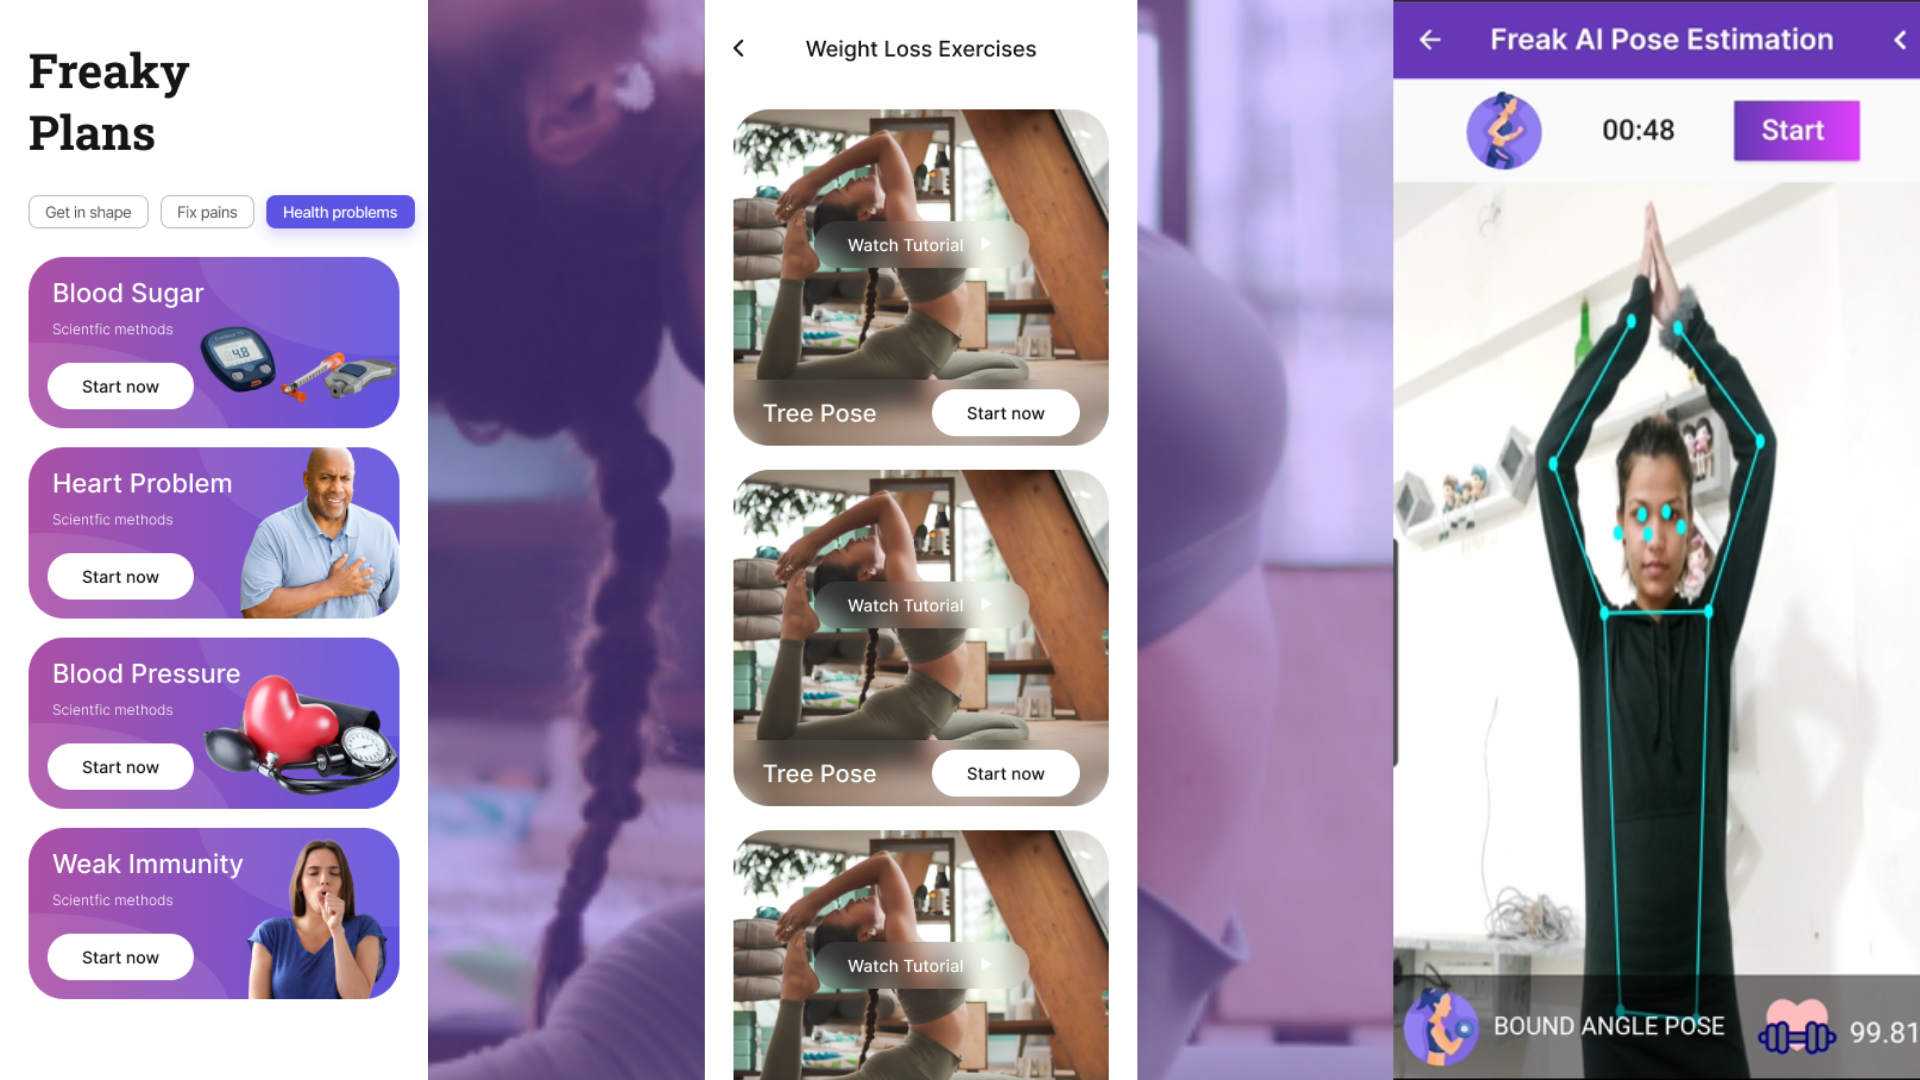 Freaky
Plans
Get in shape
Fix pains
Health problems
Blood Sugar
Scientfic methods
Start now
4.8
Heart Problem
Scientfic methods
Start now
Blood Pressure
Scientfic methods
Start now
Weak Immunity
Scientfic methods
Start now
Weight Loss Exercises
Watch Tutorial
Tree Pose
Start now
Watch Tutorial
Tree Pose
Start now
Watch Tutorial
Freak AI Pose Estimation
00:48
Start
BOUND ANGLE POSE
99.81